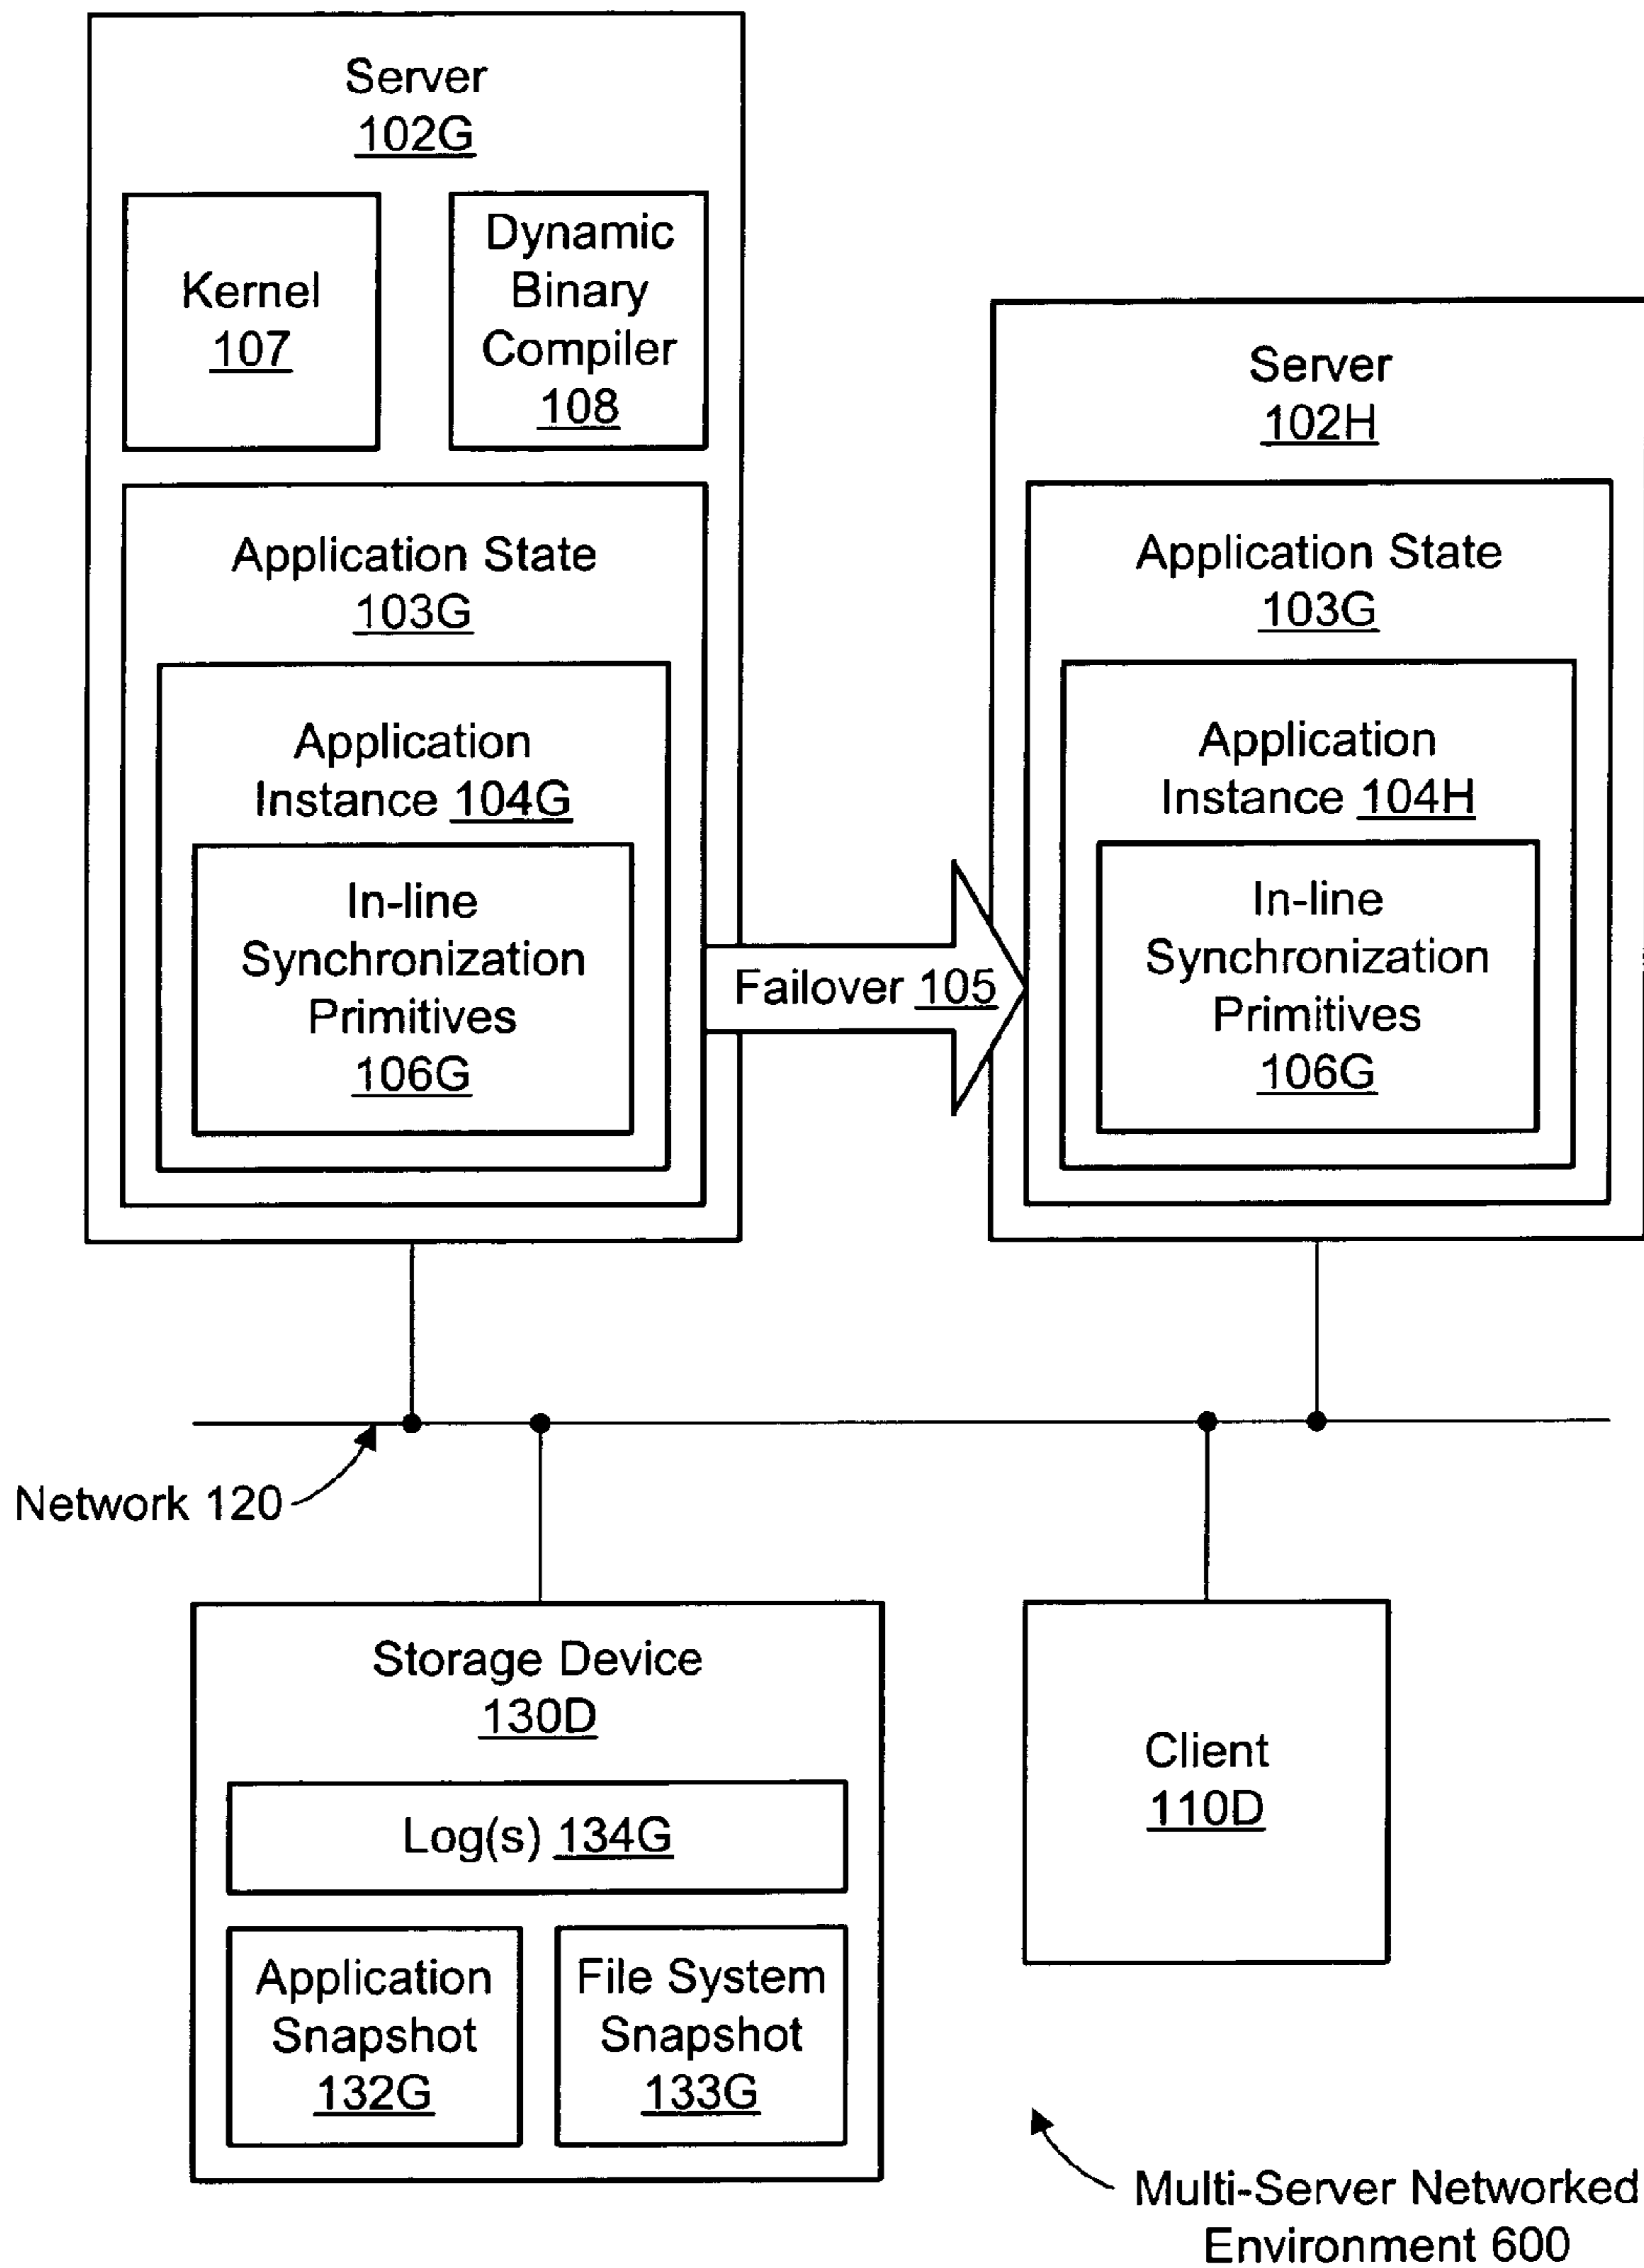 Server
102G
Kernel
107
Dynamic
Binary
Compiler
108
Application State
103G
Application
Instance 104G
In-line
Synchronization
Primitives
106G
Failover 105
Server
102H
Application State
103G
Application
Instance 104H
In-line
Synchronization
Primitives
106G
Network 120
Storage Device
130D
Log(s) 134G
Application
Snapshot
132G
File System
Snapshot
133G
Client
110D
Multi-Server Networked
Environment 600